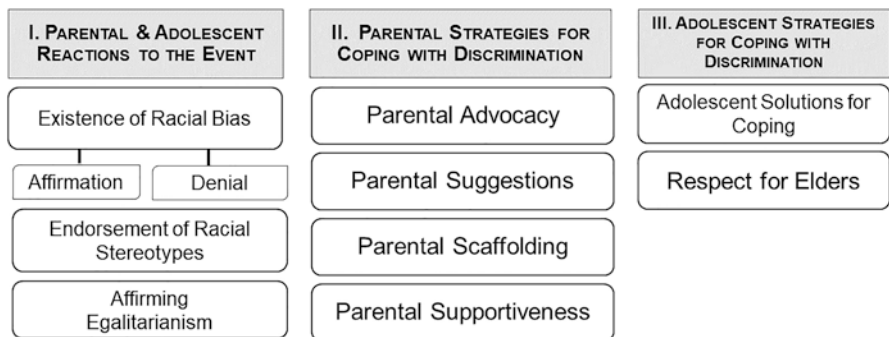 I. PARENTAL & ADOLESCENT
REACTIONS TO THE EVENT
Existence of Racial Bias
Affirmation
Denial
Endorsement of Racial
Stereotypes
Affirming
Egalitarianism
II. PARENTAL STRATEGIES FOR
COPING WITH DISCRIMINATION
Parental Advocacy
Parental Suggestions
Parental Scaffolding
Parental Supportiveness
III. ADOLESCENT STRATEGIES
FOR COPING WITH
DISCRIMINATION
Adolescent Solutions for
Coping
Respect for Elders